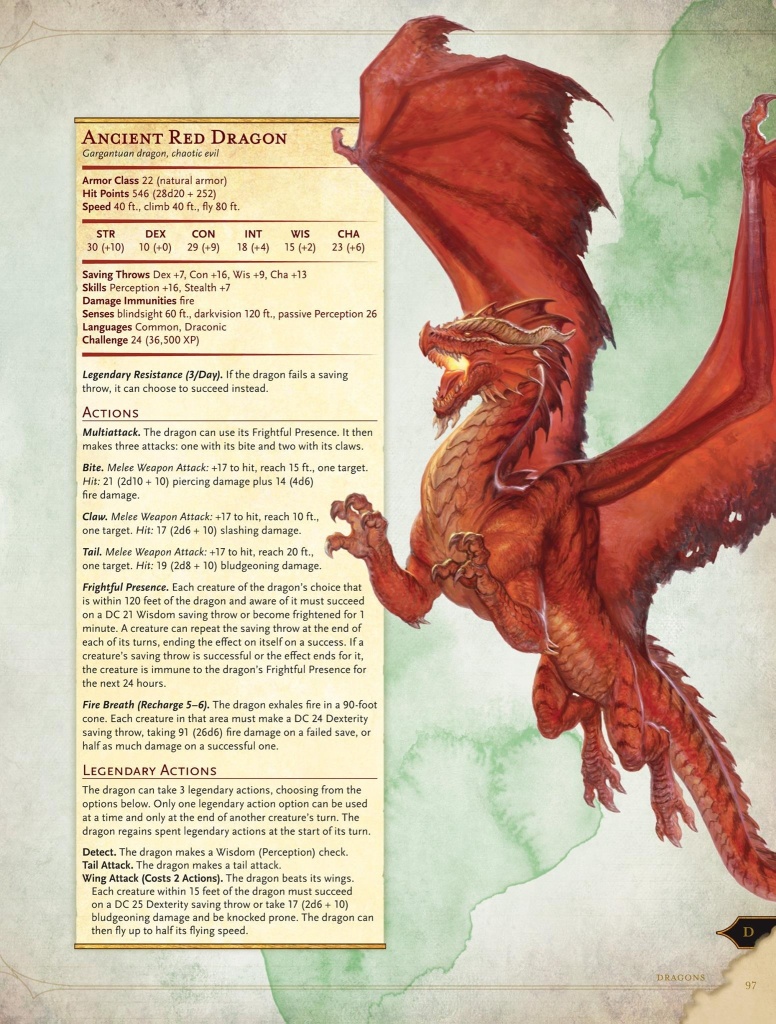 Ancient Red Dragon
Gargantuan dragon, chaotic evil
Armor Class 22 (natural armor)
Hit Points 546 (28d20 + 252)
Speed 40 ft., climb 40 ft., fly 80 ft.
STR DEX CON INT WIS CHA
30 (+10) 10 (+0) 29 (+9) 18 (+4) 15 (+2) 23 (+6)
Saving Throws Dex +7, Con +16, Wis +9, Cha +13
Skills Perception +16, Stealth +7
Damage Immunities fire
Senses blindsight 60 ft., darkvision 120 ft., passive Perception 26
Languages Common, Draconic
Challenge 24 (36,500 XP)
Legendary Resistance (3/Day). If the dragon fails a saving
throw, it can choose to succeed instead.
Actions
Multiattack. The dragon can use its Frightful Presence. It then
makes three attacks: one with its bite and two with its claws.
Bite. Melee Weapon Attack: +17 to hit, reach 15 ft., one target.
Hit: 21 (2d10 + 10) piercing damage plus 14 (4d6)
fire damage.
Claw. Melee Weapon Attack: +17 to hit, reach 10 ft.,
one target. Hit: 17 (2d6 + 10) slashing damage.
Tail. Melee Weapon Attack: +17 to hit, reach 20 ft.,
one target. Hit: 19 (2d8 + 10) bludgeoning damage.
Frightful Presence. Each creature of the dragon's choice that
is within 120 feet of the dragon and aware of it must succeed
on a DC 21 Wisdom saving throw or become frightened for 1
minute. A creature can repeat the saving throw at the end of
each of its turns, ending the effect on itself on a success. If a
creature's saving throw is successful or the effect ends for it,
the creature is immune to the dragon's Frightful Presence for
the next 24 hours.
Fire Breath (Recharge 5–6). The dragon exhales fire in a 90-foot
cone. Each creature in that area must make a DC 24 Dexterity
saving throw, taking 91 (26d6) fire damage on a failed save, or
half as much damage on a successful one.
Legendary Actions
The dragon can take 3 legendary actions, choosing from the
options below. Only one legendary action option can be used
at a time and only at the end of another creature's turn. The
dragon regains spent legendary actions at the start of its turn.
Detect. The dragon makes a Wisdom (Perception) check.
Tail Attack. The dragon makes a tail attack.
Wing Attack (Costs 2 Actions). The dragon beats its wings.
Each creature within 15 feet of the dragon must succeed
on a DC 25 Dexterity saving throw or take 17 (2d6 + 10)
bludgeoning damage and be knocked prone. The dragon can
then fly up to half its flying speed.
D
DRAGONS
97